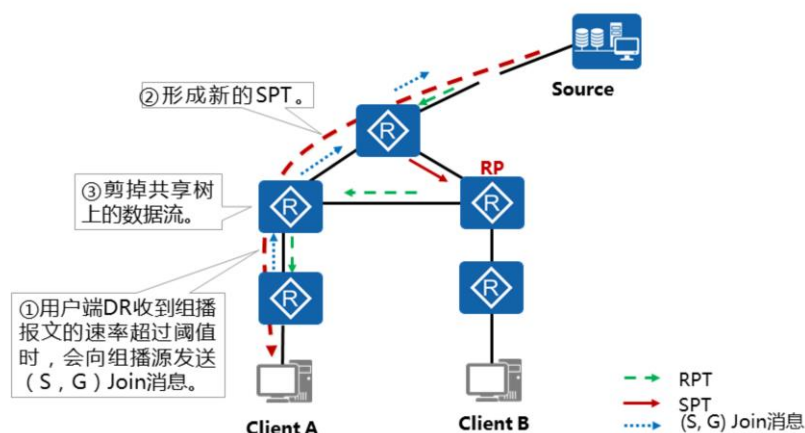 Source
②形成新的SPT。
R
RP
③剪掉共享树
上的数据流。
R
R
①用户端DR收到组播
报文的速率超过阈值
时，会向组播源发送
（S，G）Join消息。
R
R
Client A
Client B
RPT
SPT
(S, G) Join消息